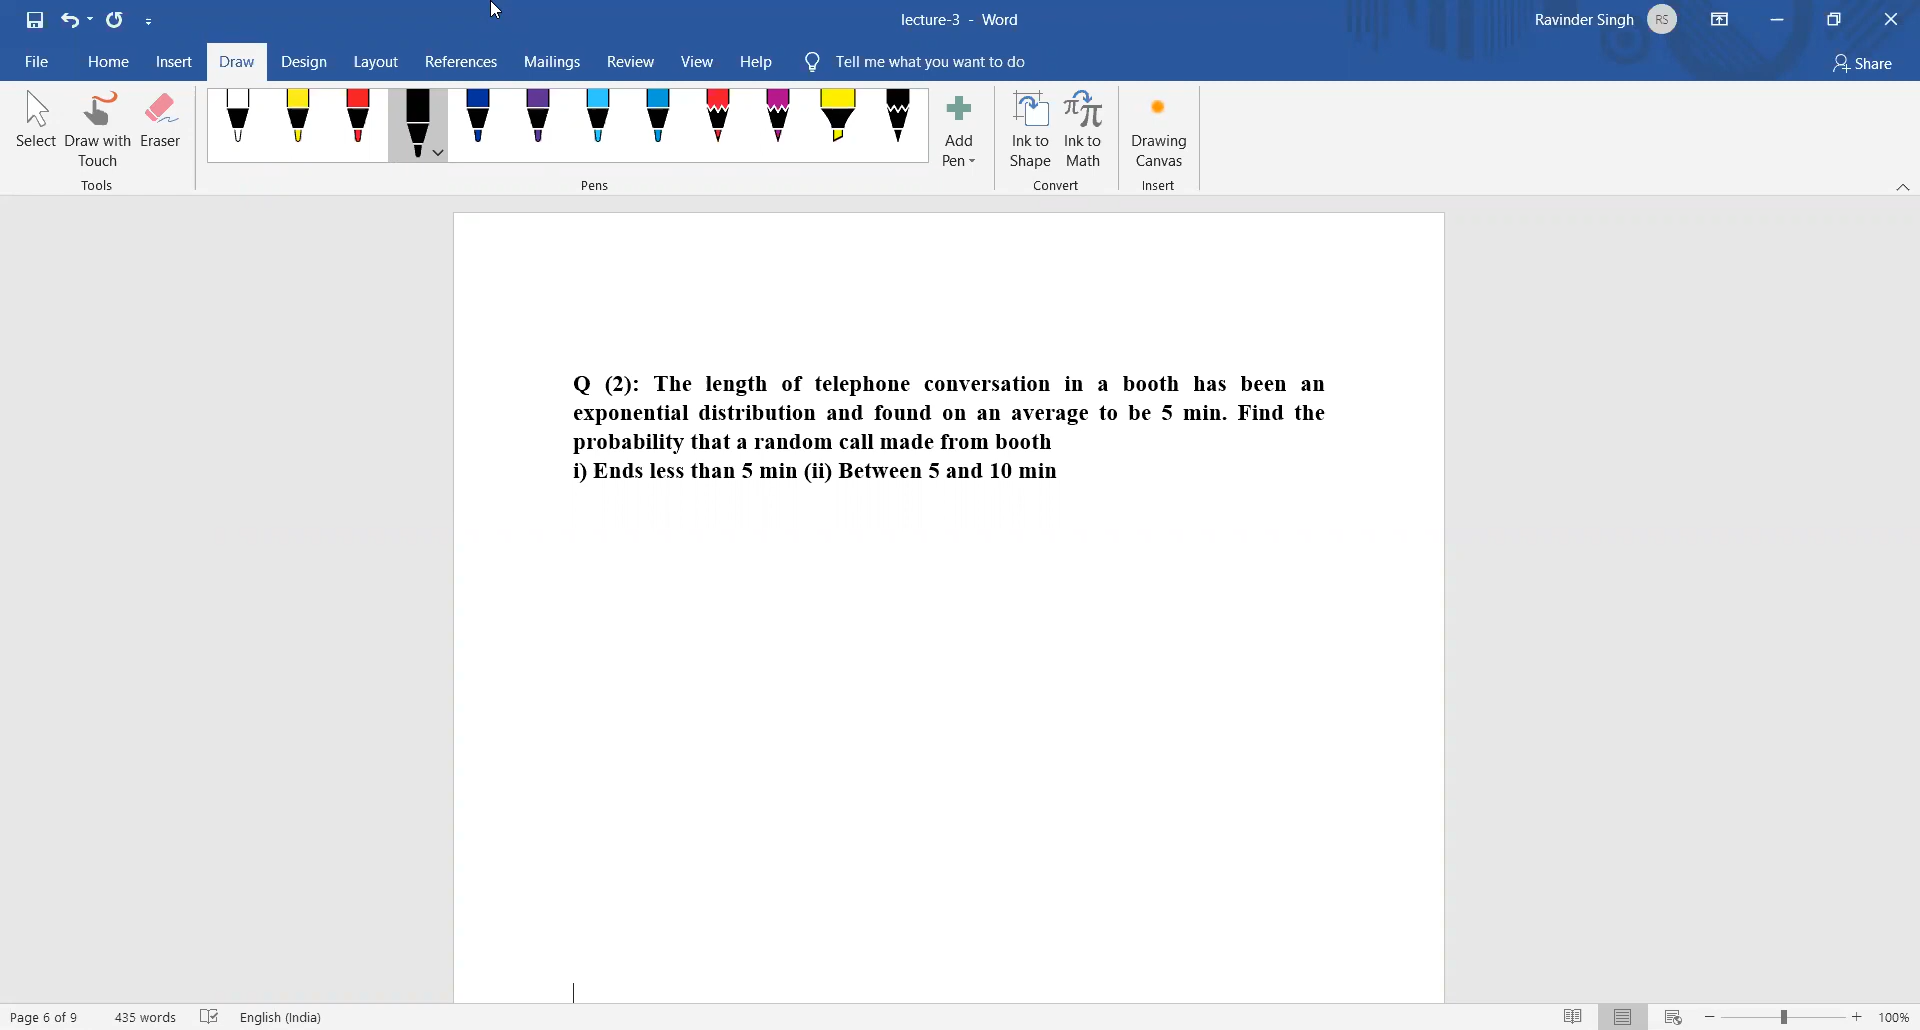 lecture-3 - Word
Ravinder Singh RS
File Home Insert Draw Design Layout References Mailings Review View Help Tell me what you want to do Share
Select Draw with Touch Eraser Add Pen Ink to Shape Ink to Math Drawing Canvas
Tools Pens Convert Insert
Q (2): The length of telephone conversation in a booth has been an
exponential distribution and found on an average to be 5 min. Find the
probability that a random call made from booth
i) Ends less than 5 min (ii) Between 5 and 10 min
Page 6 of 9 435 words English (India) 100%